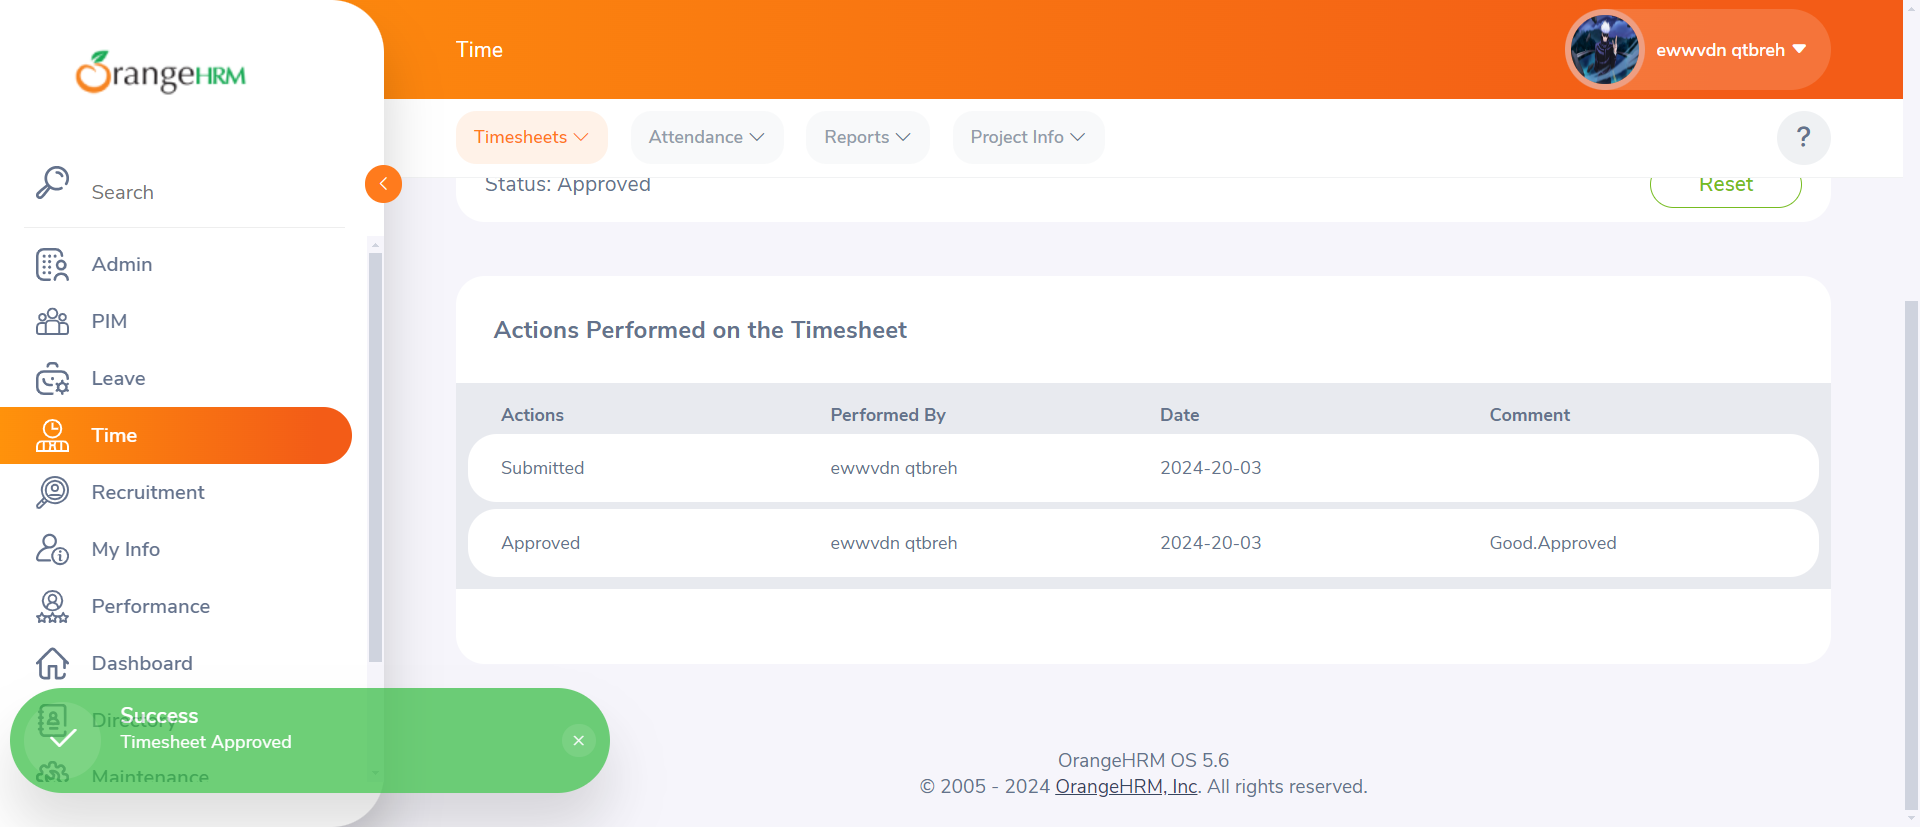 OrangeHRM
Time
ewwvdn qtbreh
Timesheets
Attendance
Reports
Project Info
?
Search
Admin
PIM
Leave
Time
Recruitment
My Info
Performance
Dashboard
Directory
Maintenance
Status: Approved
Reset
Actions Performed on the Timesheet
Actions Performed By Date Comment
Submitted ewwvdn qtbreh 2024-20-03
Approved ewwvdn qtbreh 2024-20-03 Good.Approved
Success
Timesheet Approved
OrangeHRM OS 5.6
© 2005 - 2024 OrangeHRM, Inc. All rights reserved.